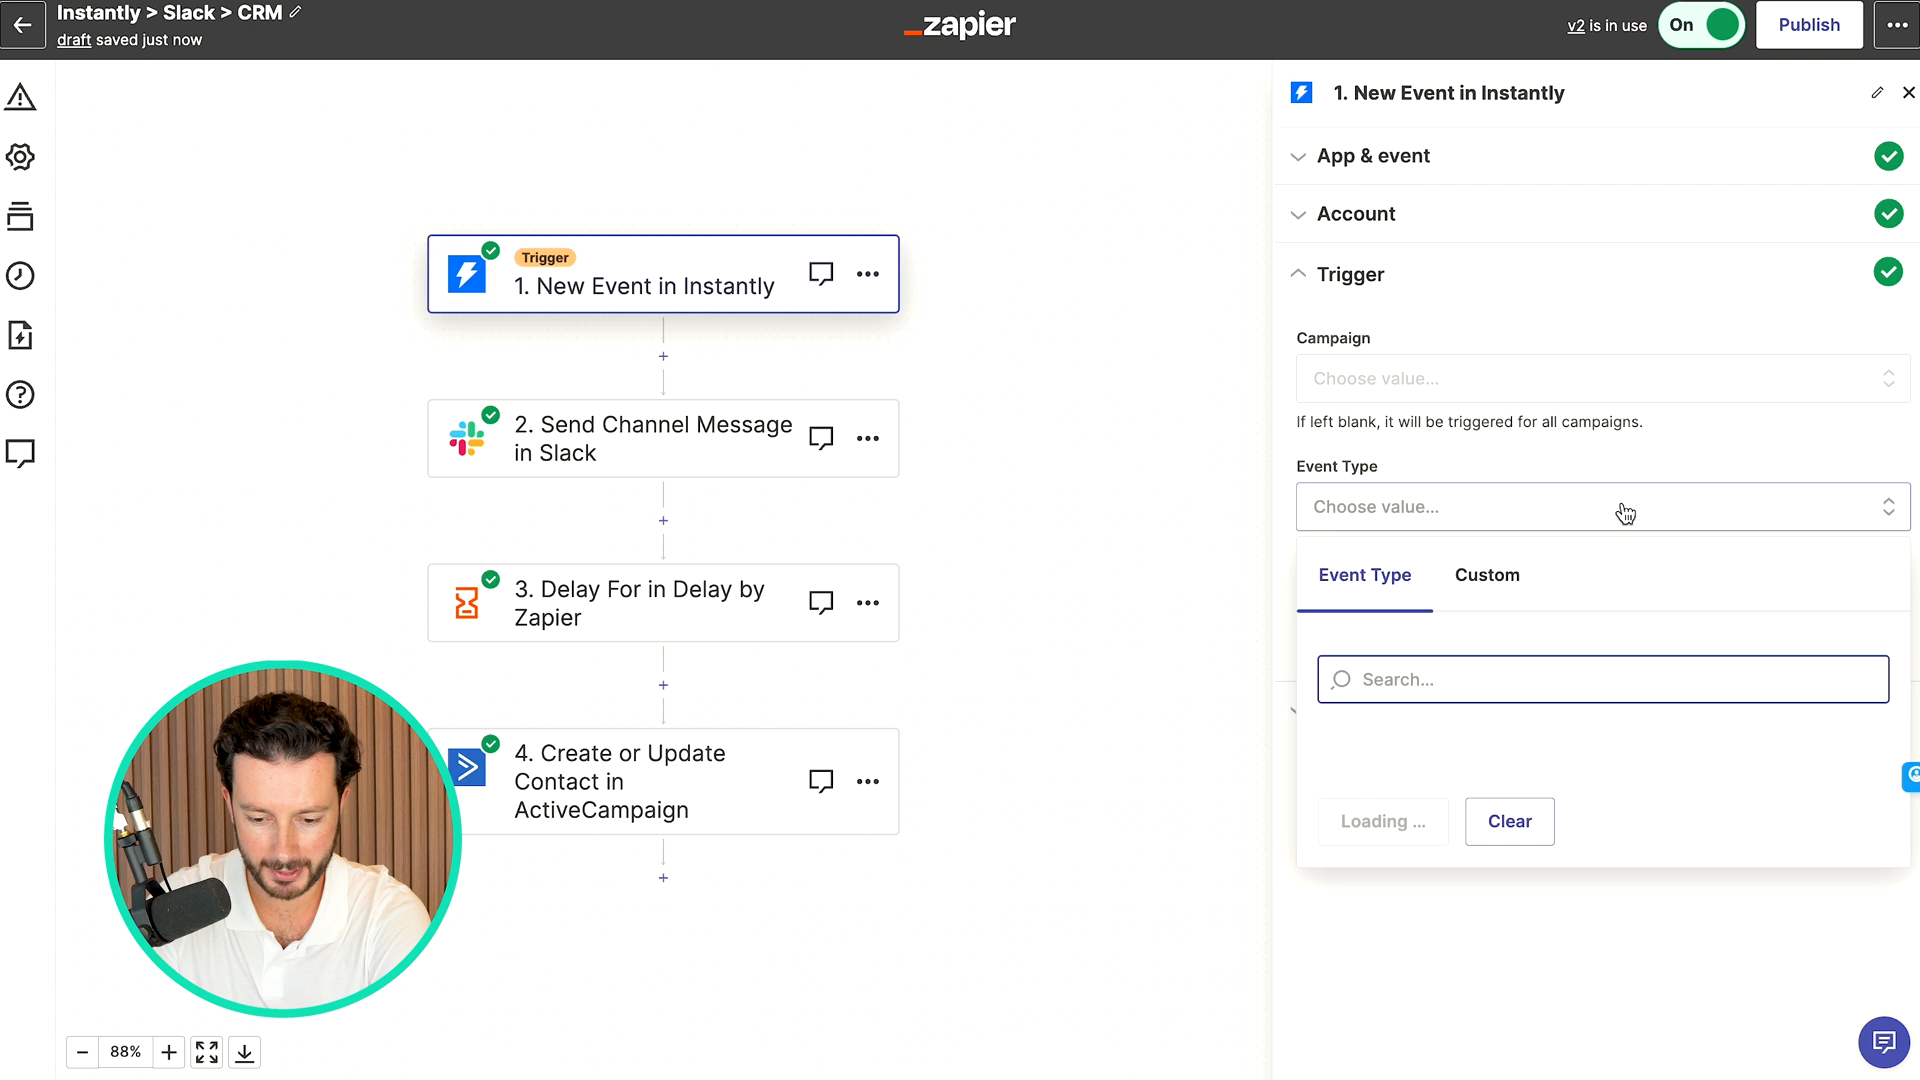 Instantly > Slack > CRM
draft saved just now
_zapier
v2 is in use
On
Publish
1. New Event in Instantly
App & event
Account
Trigger
Campaign
Choose value...
If left blank, it will be triggered for all campaigns.
Event Type
Choose value...
Event Type
Custom
Search...
Loading ...
Clear
Trigger
1. New Event in Instantly
2. Send Channel Message
in Slack
3. Delay For in Delay by
Zapier
4. Create or Update
Contact in
ActiveCampaign
88%